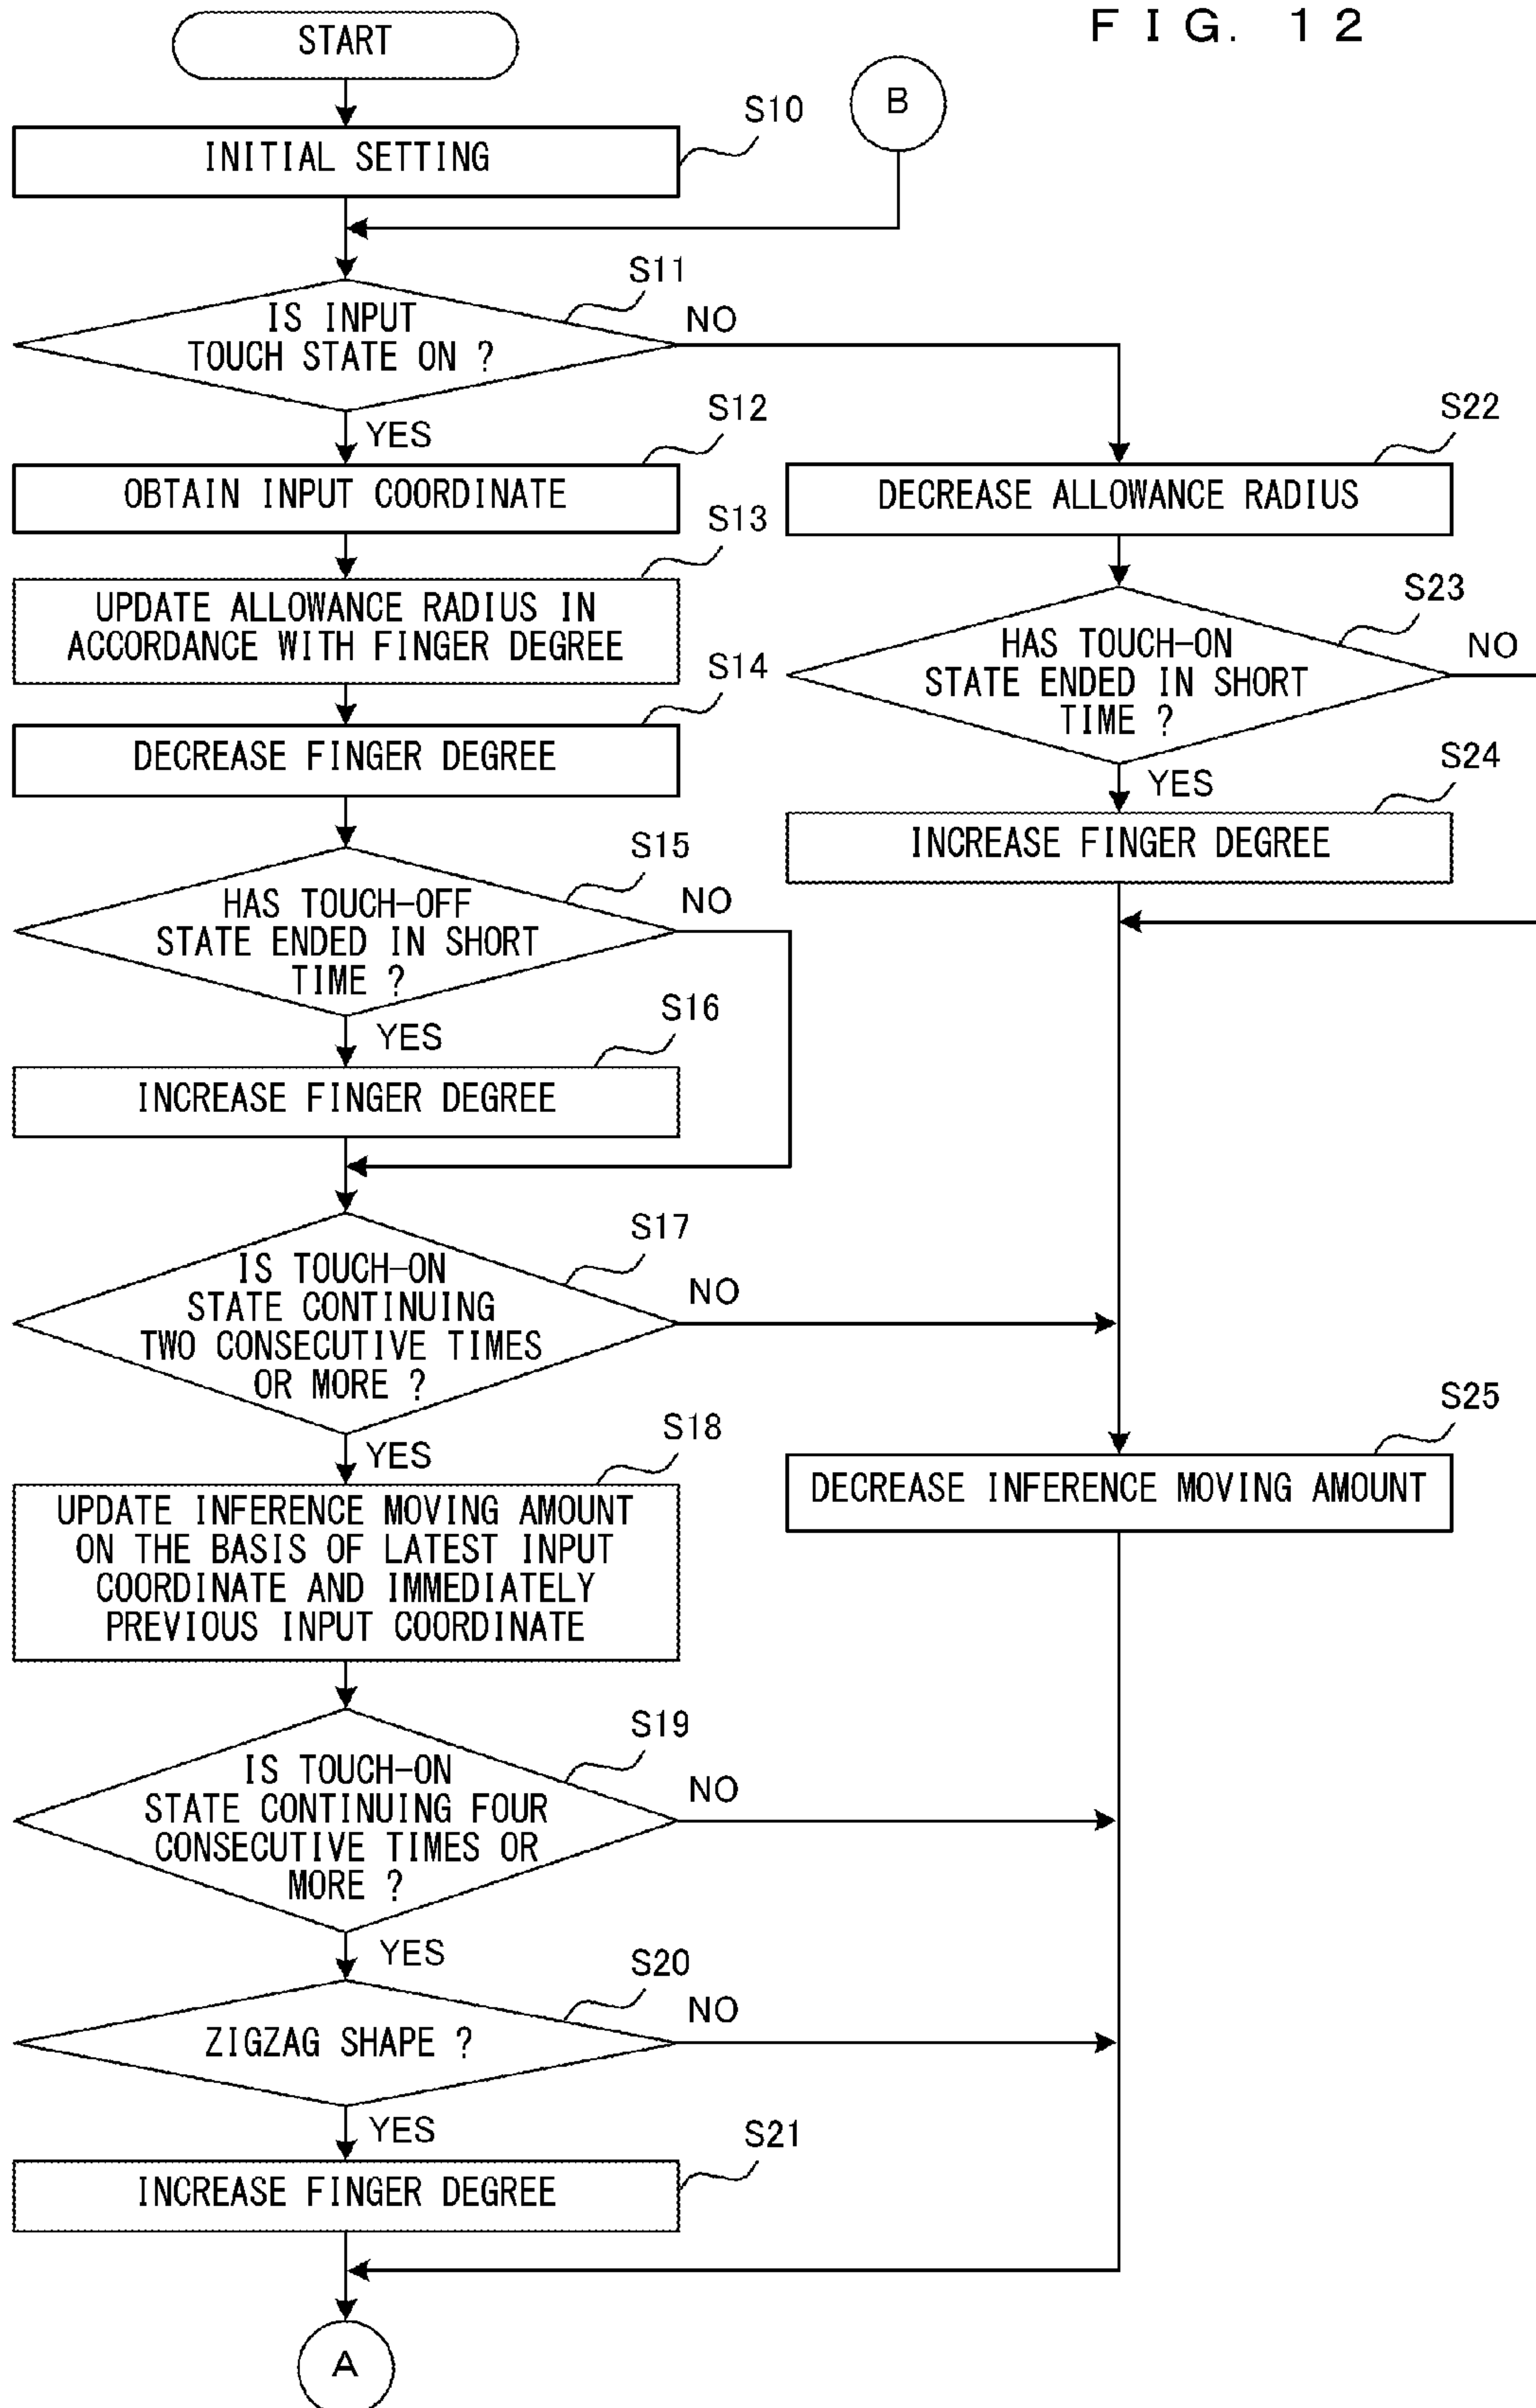 FIG. 12
START
B
S10
INITIAL SETTING
S11
IS INPUT
TOUCH STATE ON ?
NO
YES
S12
OBTAIN INPUT COORDINATE
S13
UPDATE ALLOWANCE RADIUS IN
ACCORDANCE WITH FINGER DEGREE
S14
DECREASE FINGER DEGREE
S15
HAS TOUCH-OFF
STATE ENDED IN SHORT
TIME ?
NO
YES
S16
INCREASE FINGER DEGREE
S17
IS TOUCH-ON
STATE CONTINUING
TWO CONSECUTIVE TIMES
OR MORE ?
NO
YES
S18
UPDATE INFERENCE MOVING AMOUNT
ON THE BASIS OF LATEST INPUT
COORDINATE AND IMMEDIATELY
PREVIOUS INPUT COORDINATE
S19
IS TOUCH-ON
STATE CONTINUING FOUR
CONSECUTIVE TIMES OR
MORE ?
NO
YES
S20
ZIGZAG SHAPE ?
NO
YES
S21
INCREASE FINGER DEGREE
A
S22
DECREASE ALLOWANCE RADIUS
S23
HAS TOUCH-ON
STATE ENDED IN SHORT
TIME ?
NO
YES
S24
INCREASE FINGER DEGREE
S25
DECREASE INFERENCE MOVING AMOUNT